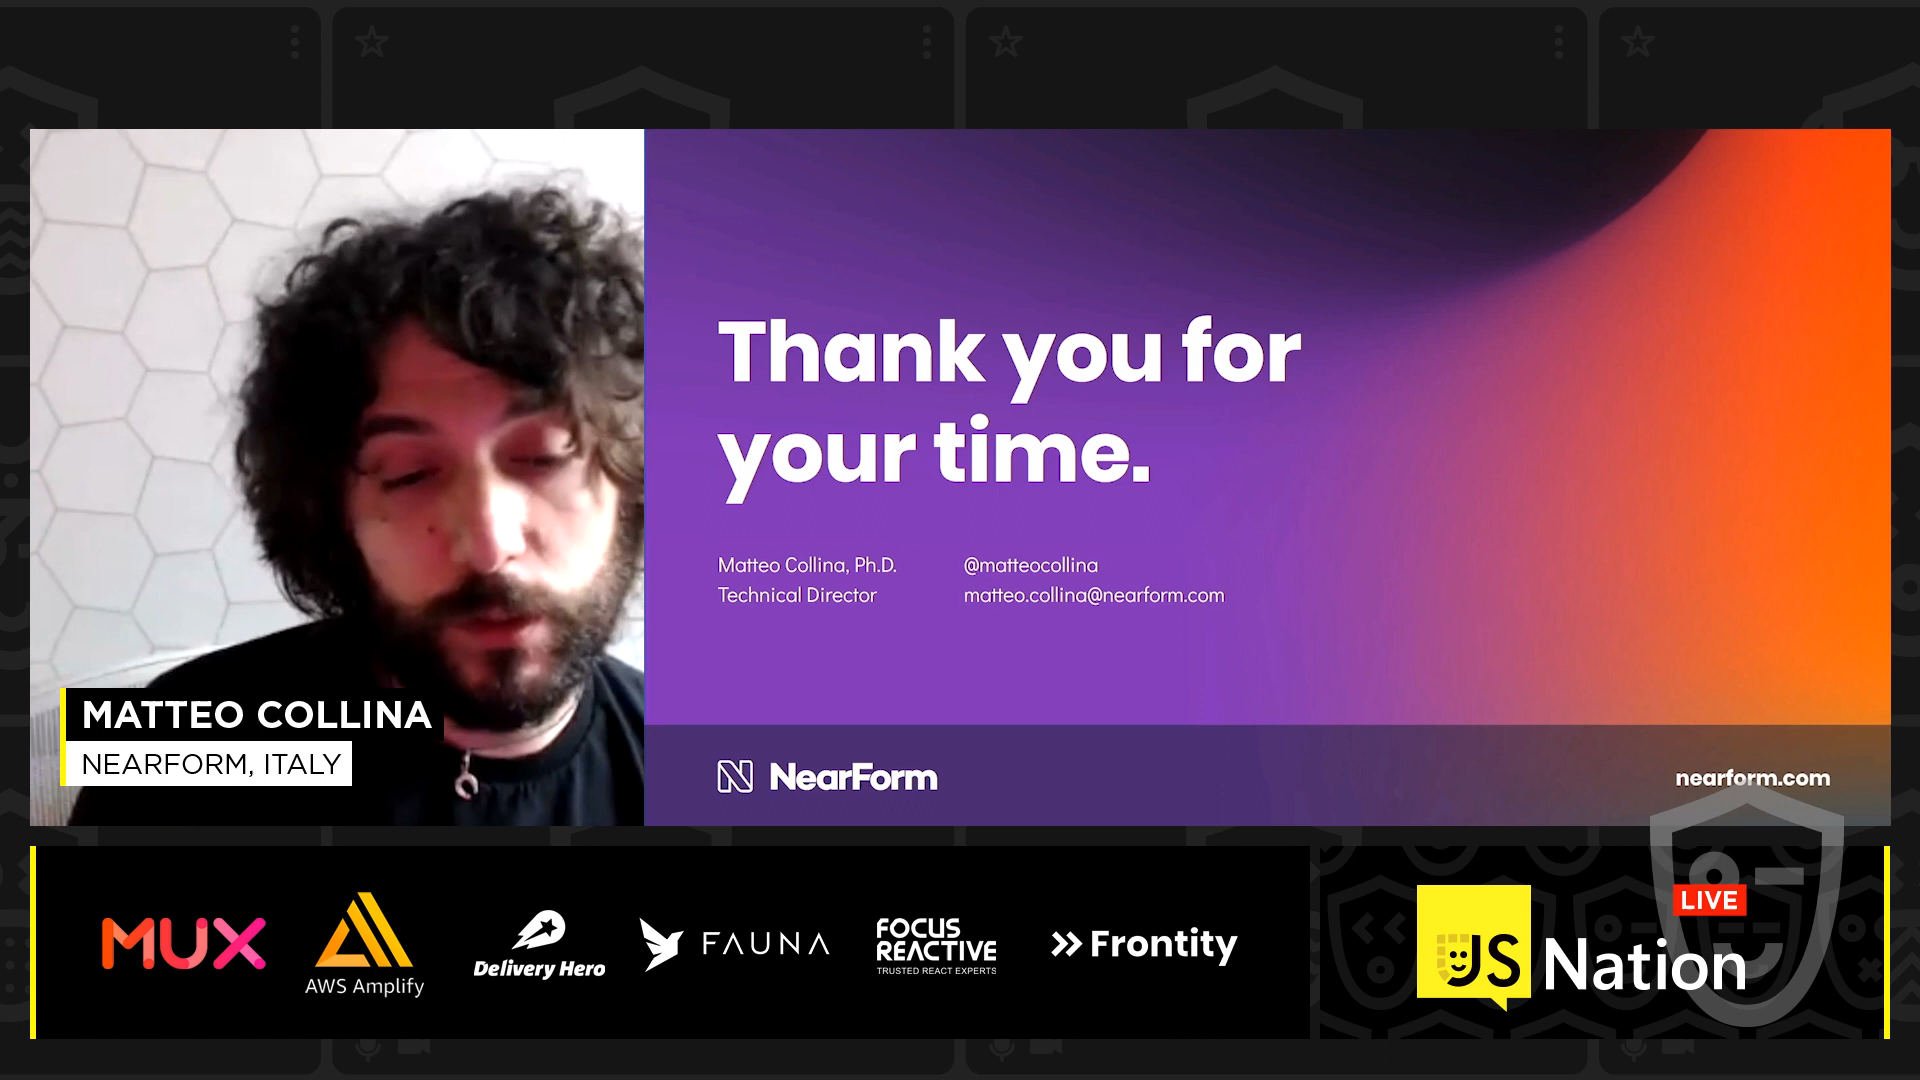 Thank you for
your time.
Matteo Collina, Ph.D.
Technical Director
@matteocollina
matteo.collina@nearform.com
MATTEO COLLINA
NEARFORM, ITALY
NearForm
nearform.com
MUX
AWS Amplify
Delivery Hero
FAUNA
FOCUS
REACTIVE
TRUSTED REACT EXPERTS
Frontity
LIVE
JS Nation